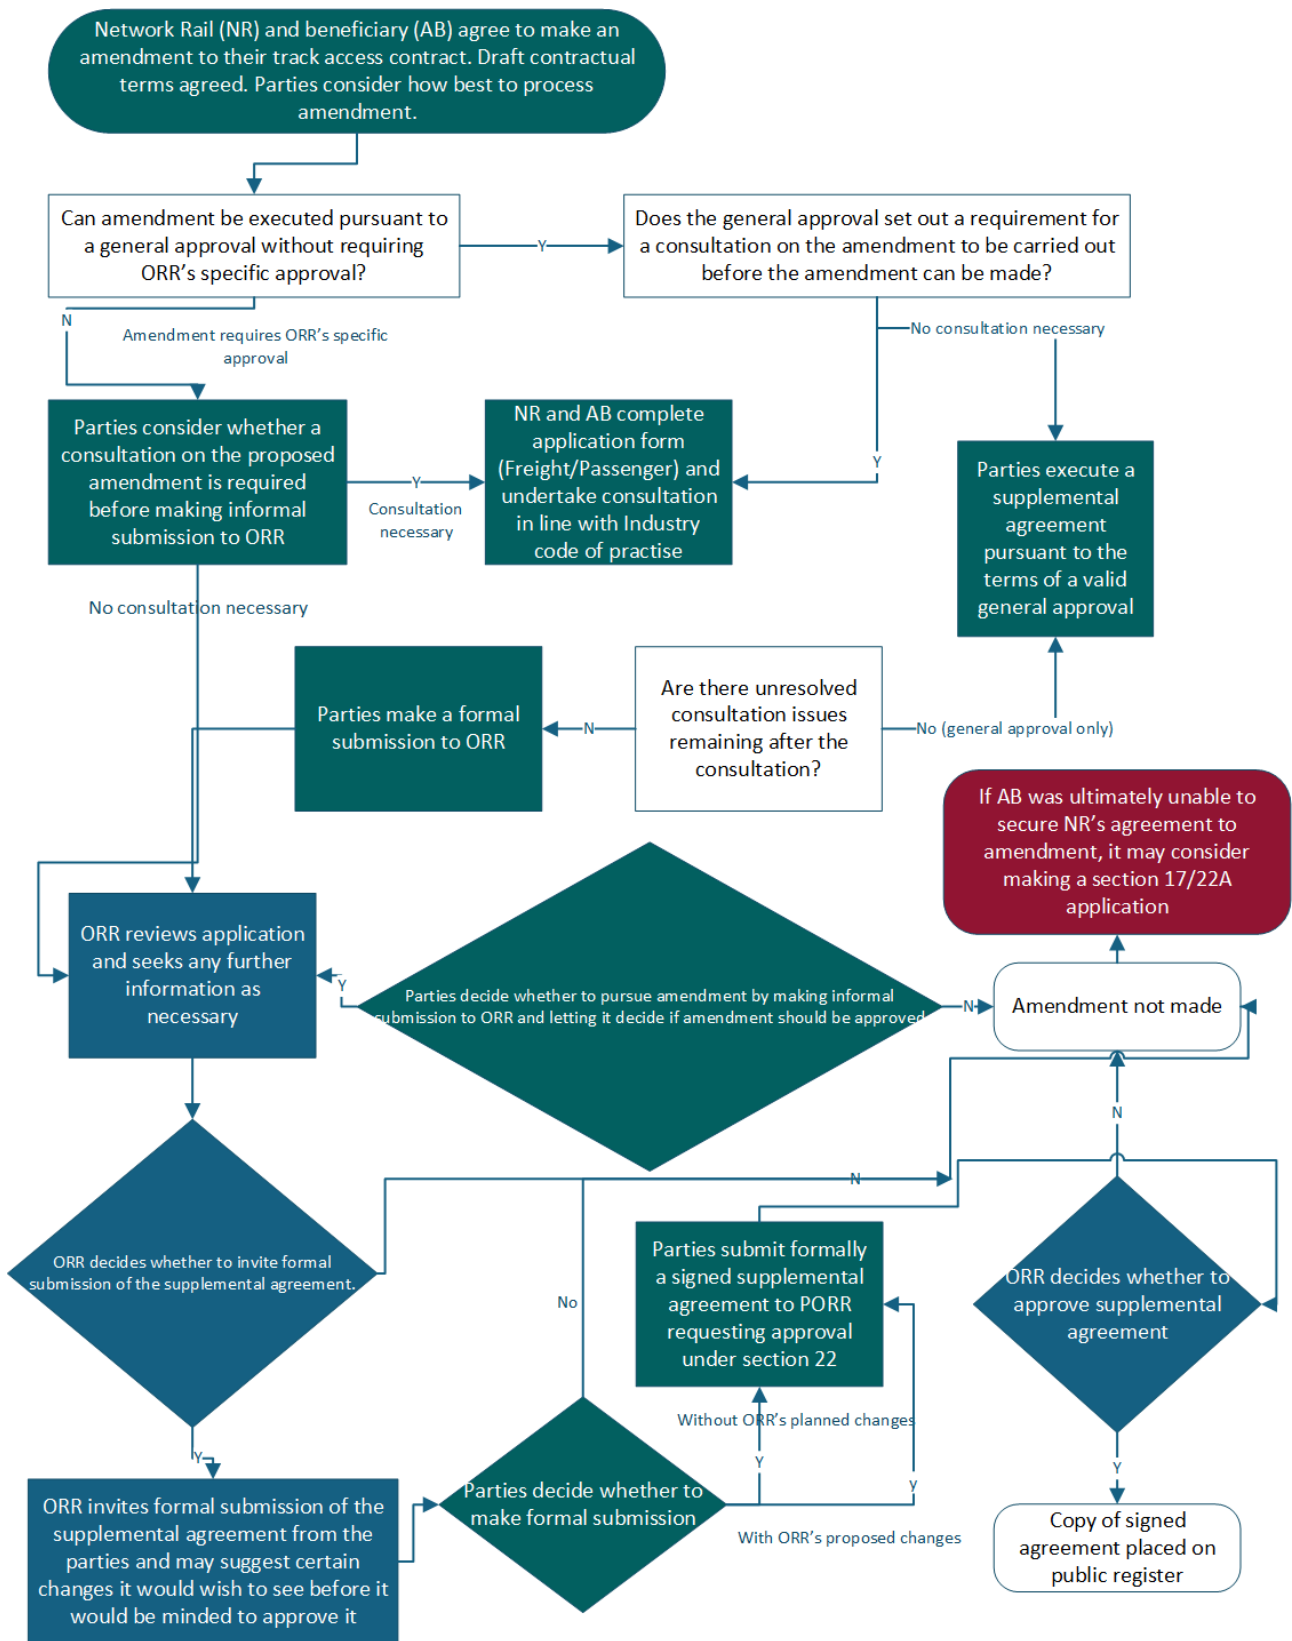 Network Rail (NR) and beneficiary (AB) agree to make an
amendment to their track access contract. Draft contractual
terms agreed. Parties consider how best to process
amendment.
Can amendment be executed pursuant to
a general approval without requiring
ORR's specific approval?
Y
Does the general approval set out a requirement for
a consultation on the amendment to be carried out
before the amendment can be made?
N
Amendment requires ORR's specific
approval
No consultation necessary
Parties consider whether a
consultation on the proposed
amendment is required
before making informal
submission to ORR
Y
Consultation
necessary
NR and AB complete
application form
(Freight/Passenger) and
undertake consultation
in line with Industry
code of practise
Y
Parties execute a
supplemental
agreement
pursuant to the
terms of a valid
general approval
No consultation necessary
Parties make a formal
submission to ORR
N
Are there unresolved
consultation issues
remaining after the
consultation?
No (general approval only)
If AB was ultimately unable to
secure NR's agreement to
amendment, it may consider
making a section 17/22A
application
ORR reviews application
and seeks any further
information as
necessary
Y
Parties decide whether to pursue amendment by making informal
submission to ORR and letting it decide if amendment should be approved
N
Amendment not made
N
N
ORR decides whether to invite formal
submission of the supplemental agreement.
No
Parties submit formally
a signed supplemental
agreement to PORR
requesting approval
under section 22
ORR decides whether to
approve supplemental
agreement
Without ORR's planned changes
Y
Y
y
Y
ORR invites formal submission of the
supplemental agreement from the
parties and may suggest certain
changes it would wish to see before it
would be minded to approve it
Parties decide whether to
make formal submission
With ORR's proposed changes
Copy of signed
agreement placed on
public register